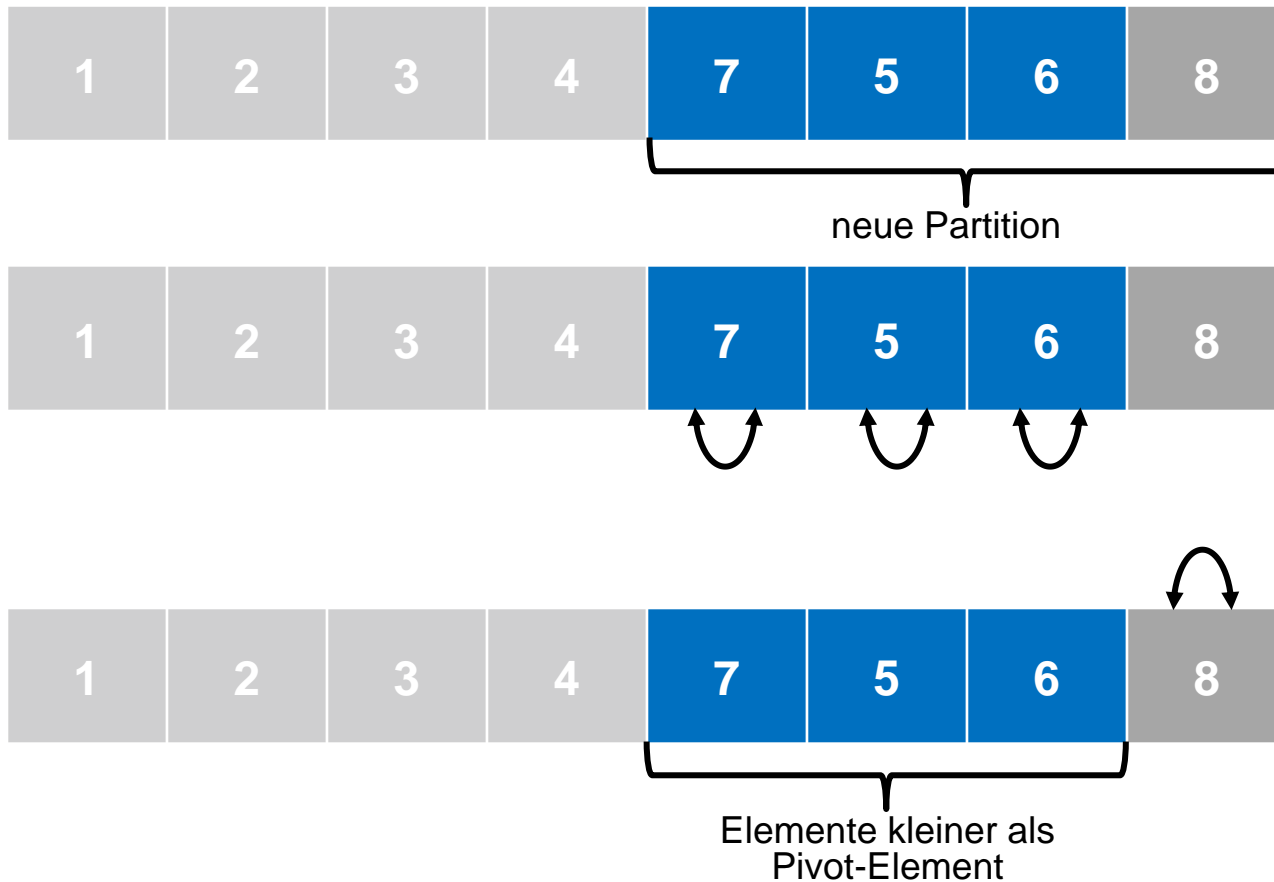 1 2 3 4 7 5 6 8
neue Partition
1 2 3 4 7 5 6 8
1 2 3 4 7 5 6 8
Elemente kleiner als
Pivot-Element